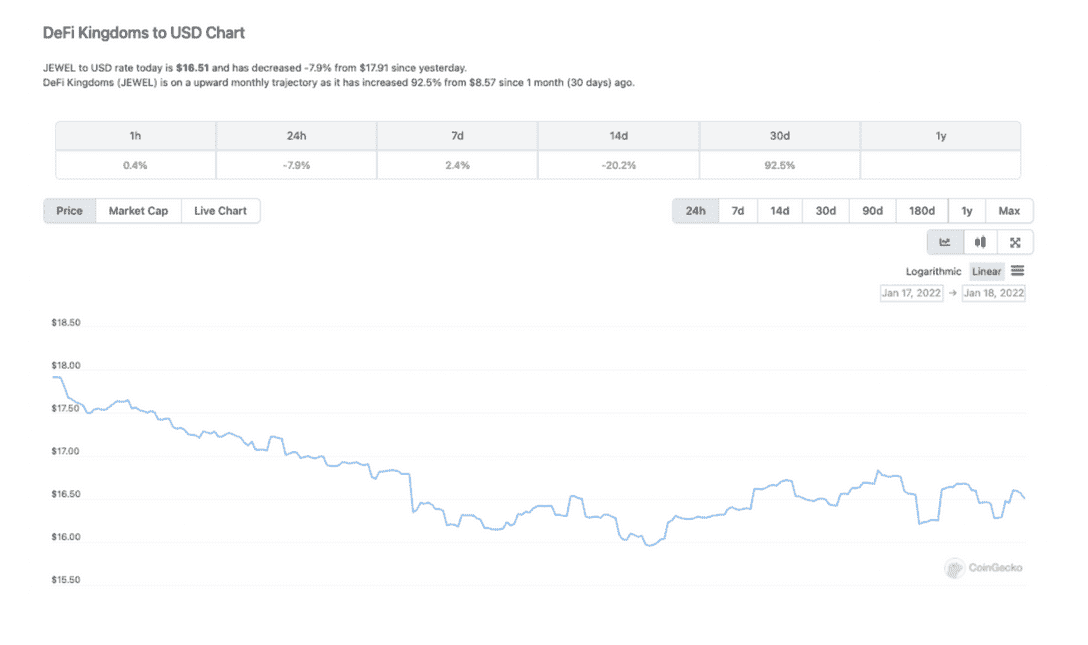 DeFi Kingdoms to USD Chart
JEWEL to USD rate today is $16.51 and has decreased -7.9% from $17.91 since yesterday.
DeFi Kingdoms (JEWEL) is on a upward monthly trajectory as it has increased 92.5% from $8.57 since 1 month (30 days) ago.
1h 24h 7d 14d 30d 1y
0.4% -7.9% 2.4% -20.2% 92.5%
Price Market Cap Live Chart 24h 7d 14d 30d 90d 180d 1y Max
Logarithmic Linear
Jan 17, 2022 → Jan 18, 2022
$18.50
$18.00
$17.50
$17.00
$16.50
$16.00
CoinGecko
$15.50